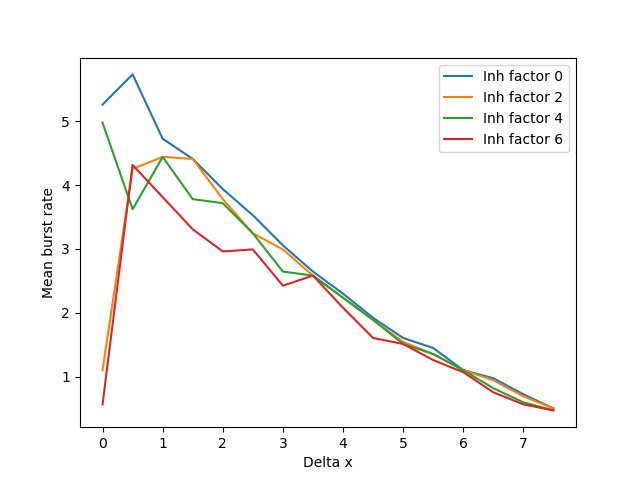 Inh factor 0
Inh factor 2
Inh factor 4
Inh factor 6
Mean burst rate
5
4
3
2
1
0 1 2 3 4 5 6 7
Delta x